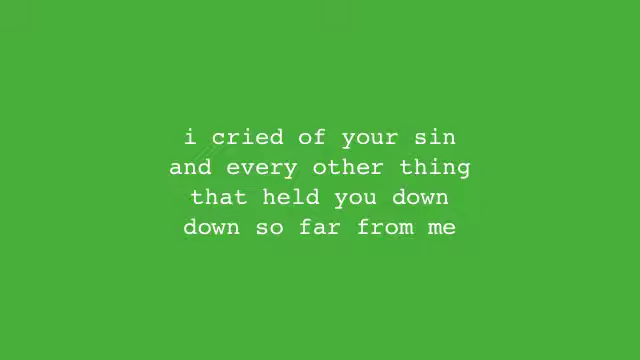 i cried of your sin
and every other thing
that held you down
down so far from me